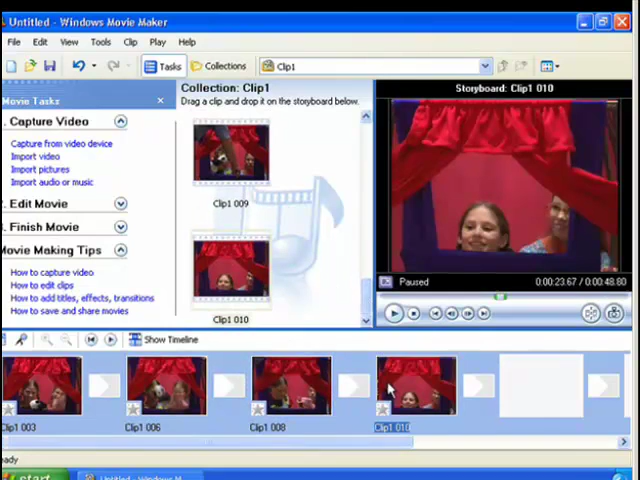 Untitled - Windows Movie Maker
File Edit View Tools Clip Play Help
Tasks Collections Clip1
Movie Tasks
. Capture Video
Capture from video device
Import video
Import pictures
Import audio or music
. Edit Movie
. Finish Movie
Movie Making Tips
How to capture video
How to edit clips
How to add titles, effects, transitions
How to save and share movies
Collection: Clip1
Drag a clip and drop it on the storyboard below.
Clip1 009
Clip1 010
Storyboard: Clip1 010
Paused 0:00:23.67 / 0:00:48.80
Show Timeline
Clip1 003 Clip1 006 Clip1 008 Clip1 010
eady
start Untitled - Windows M...